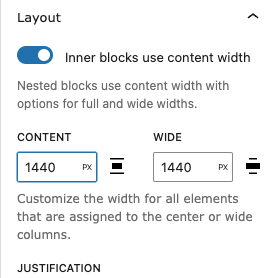 Layout
Inner blocks use content width
Nested blocks use content width with
options for full and wide widths.
CONTENT WIDE
1440 PX 1440 PX
Customize the width for all elements
that are assigned to the center or wide
columns.
JUSTIFICATION